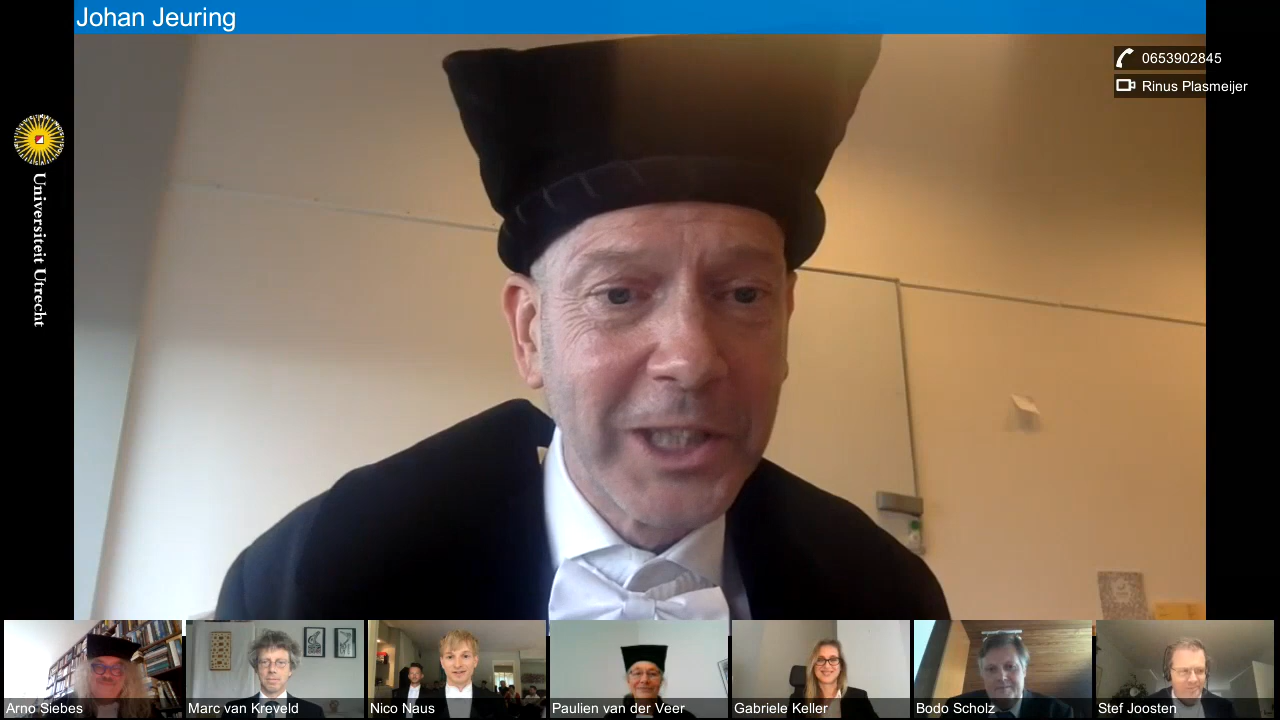 Johan Jeuring
0653902845
Rinus Plasmeijer
Universiteit Utrecht
Arno Siebes
Marc van Kreveld
Nico Naus
Paulien van der Veer
Gabriele Keller
Bodo Scholz
Stef Joosten